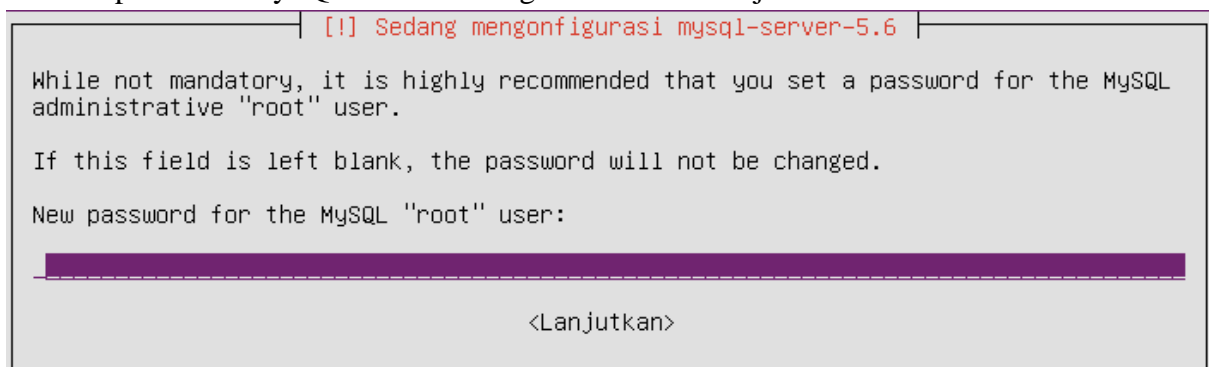 [!] Sedang mengonfigurasi mysql-server-5.6
While not mandatory, it is highly recommended that you set a password for the MySQL
administrative "root" user.
If this field is left blank, the password will not be changed.
New password for the MySQL "root" user:
<Lanjutkan>